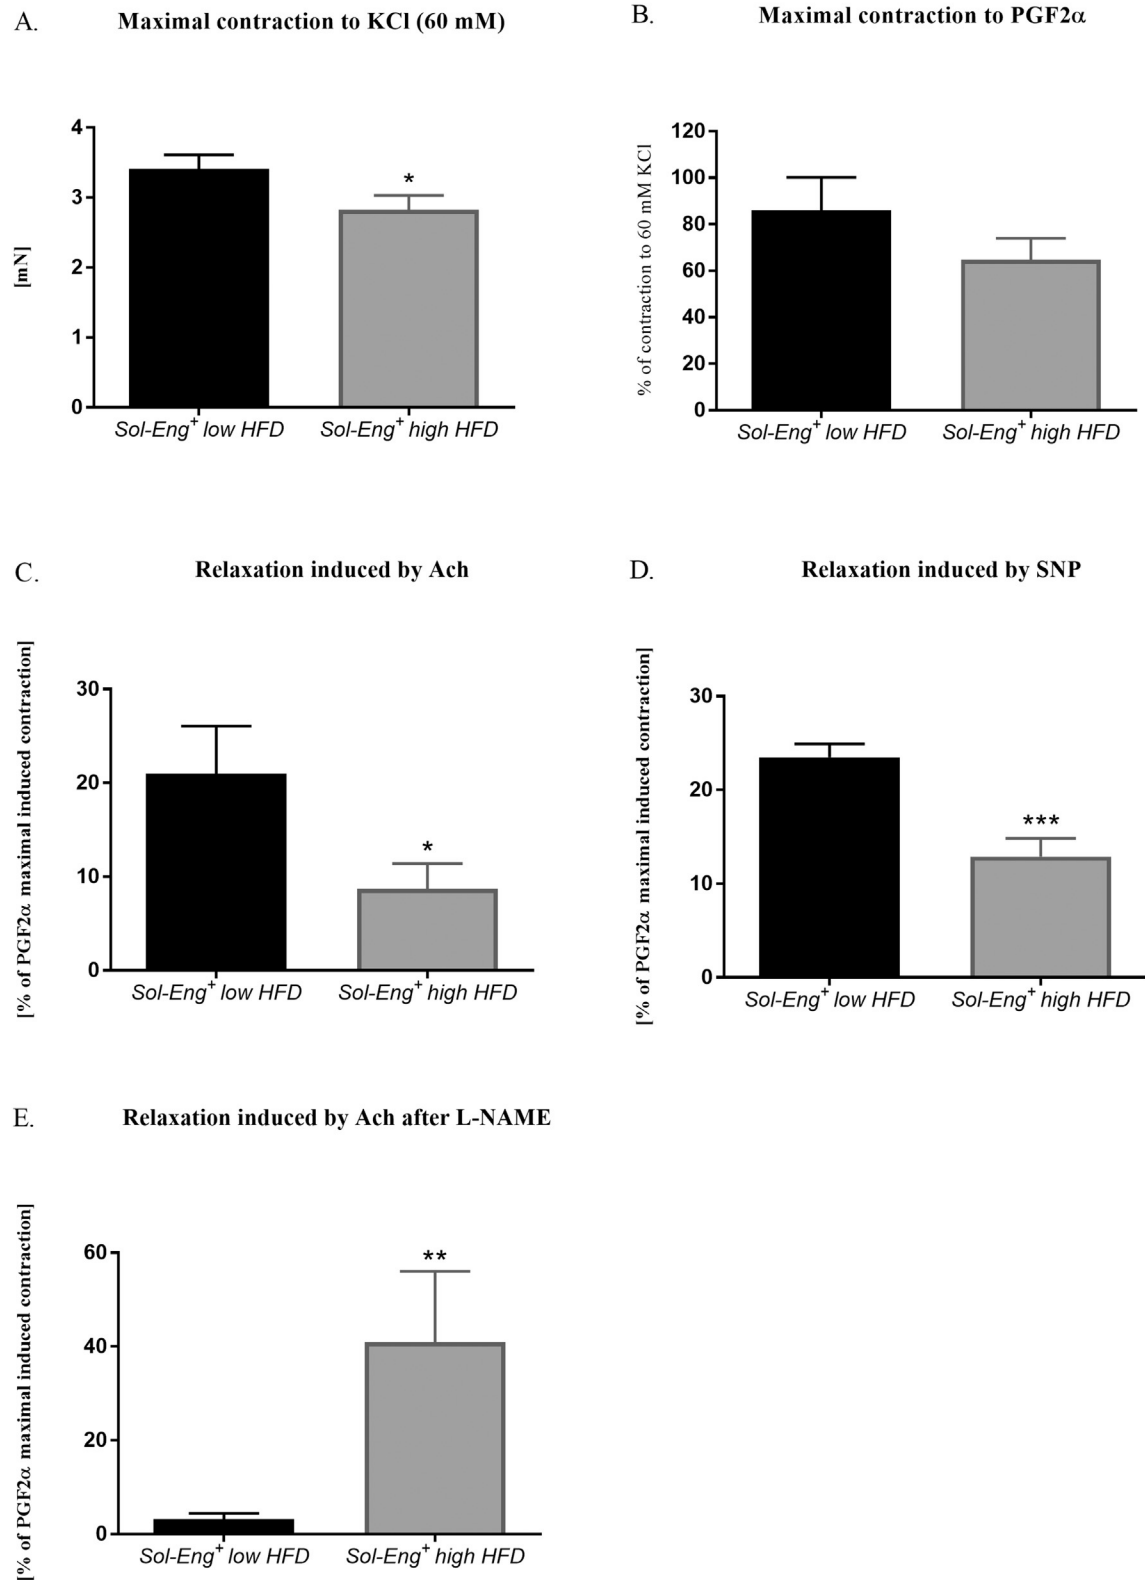 A.
Maximal contraction to KCl (60 mM)
[mN]
4
3
2
1
0
*
Sol-Eng+ low HFD
Sol-Eng+ high HFD
B.
Maximal contraction to PGF2α
% of contraction to 60 mM KCl
120
100
80
60
40
20
0
Sol-Eng+ low HFD
Sol-Eng+ high HFD
C.
Relaxation induced by Ach
[% of PGF2α maximal induced contraction]
30
20
10
0
*
Sol-Eng+ low HFD
Sol-Eng+ high HFD
D.
Relaxation induced by SNP
[% of PGF2α maximal induced contraction]
30
20
10
0
***
Sol-Eng+ low HFD
Sol-Eng+ high HFD
E.
Relaxation induced by Ach after L-NAME
[% of PGF2α maximal induced contraction]
60
40
20
0
**
Sol-Eng+ low HFD
Sol-Eng+ high HFD